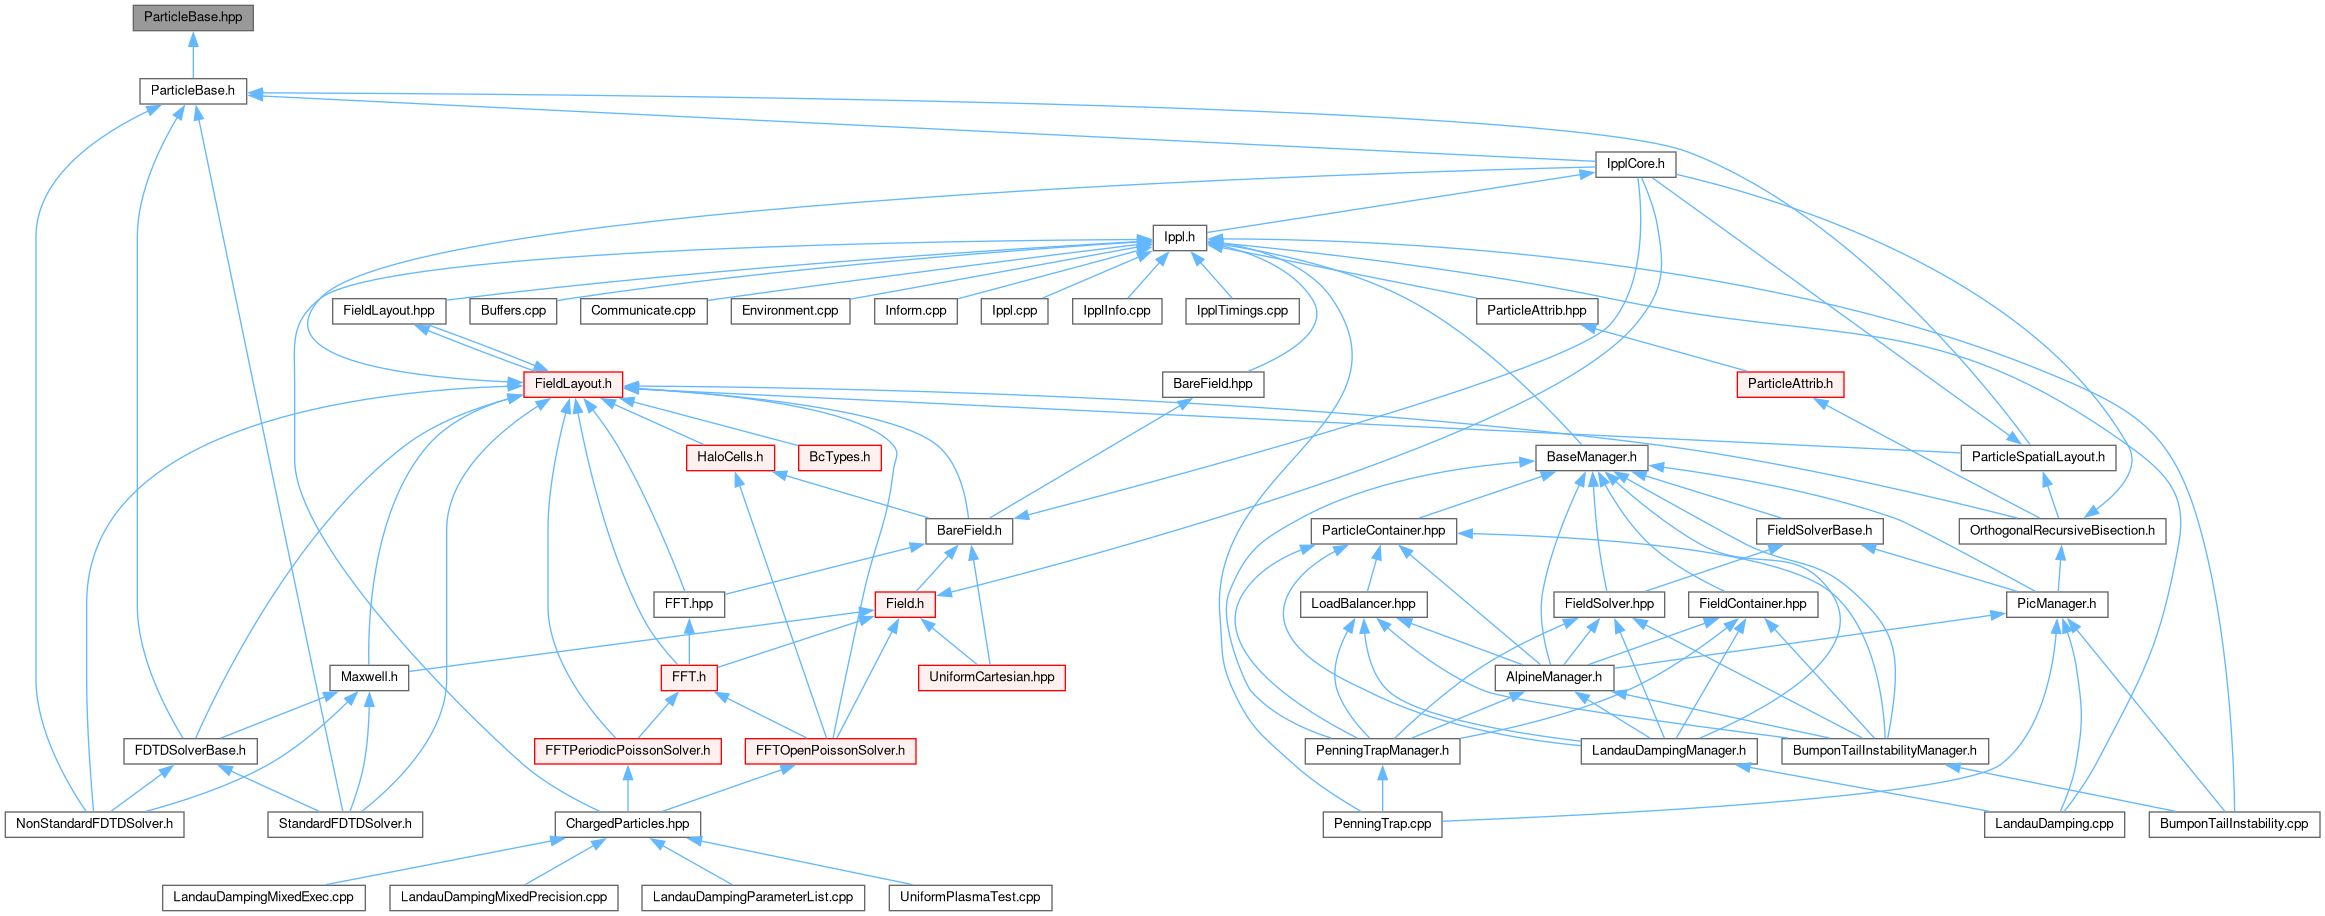 ParticleBase.hpp
ParticleBase.h
IpplCore.h
Ippl.h
FieldLayout.hpp
Buffers.cpp
Communicate.cpp
Environment.cpp
Inform.cpp
Ippl.cpp
IpplInfo.cpp
IpplTimings.cpp
ParticleAttrib.hpp
FieldLayout.h
BareField.hpp
ParticleAttrib.h
HaloCells.h
BcTypes.h
BaseManager.h
ParticleSpatialLayout.h
BareField.h
ParticleContainer.hpp
FieldSolverBase.h
OrthogonalRecursiveBisection.h
FFT.hpp
Field.h
LoadBalancer.hpp
FieldSolver.hpp
FieldContainer.hpp
PicManager.h
Maxwell.h
FFT.h
UniformCartesian.hpp
AlpineManager.h
FDTDSolverBase.h
FFTPeriodicPoissonSolver.h
FFTOpenPoissonSolver.h
PenningTrapManager.h
LandauDampingManager.h
BumponTailInstabilityManager.h
NonStandardFDTDSolver.h
StandardFDTDSolver.h
ChargedParticles.hpp
PenningTrap.cpp
LandauDamping.cpp
BumponTailInstability.cpp
LandauDampingMixedExec.cpp
LandauDampingMixedPrecision.cpp
LandauDampingParameterList.cpp
UniformPlasmaTest.cpp